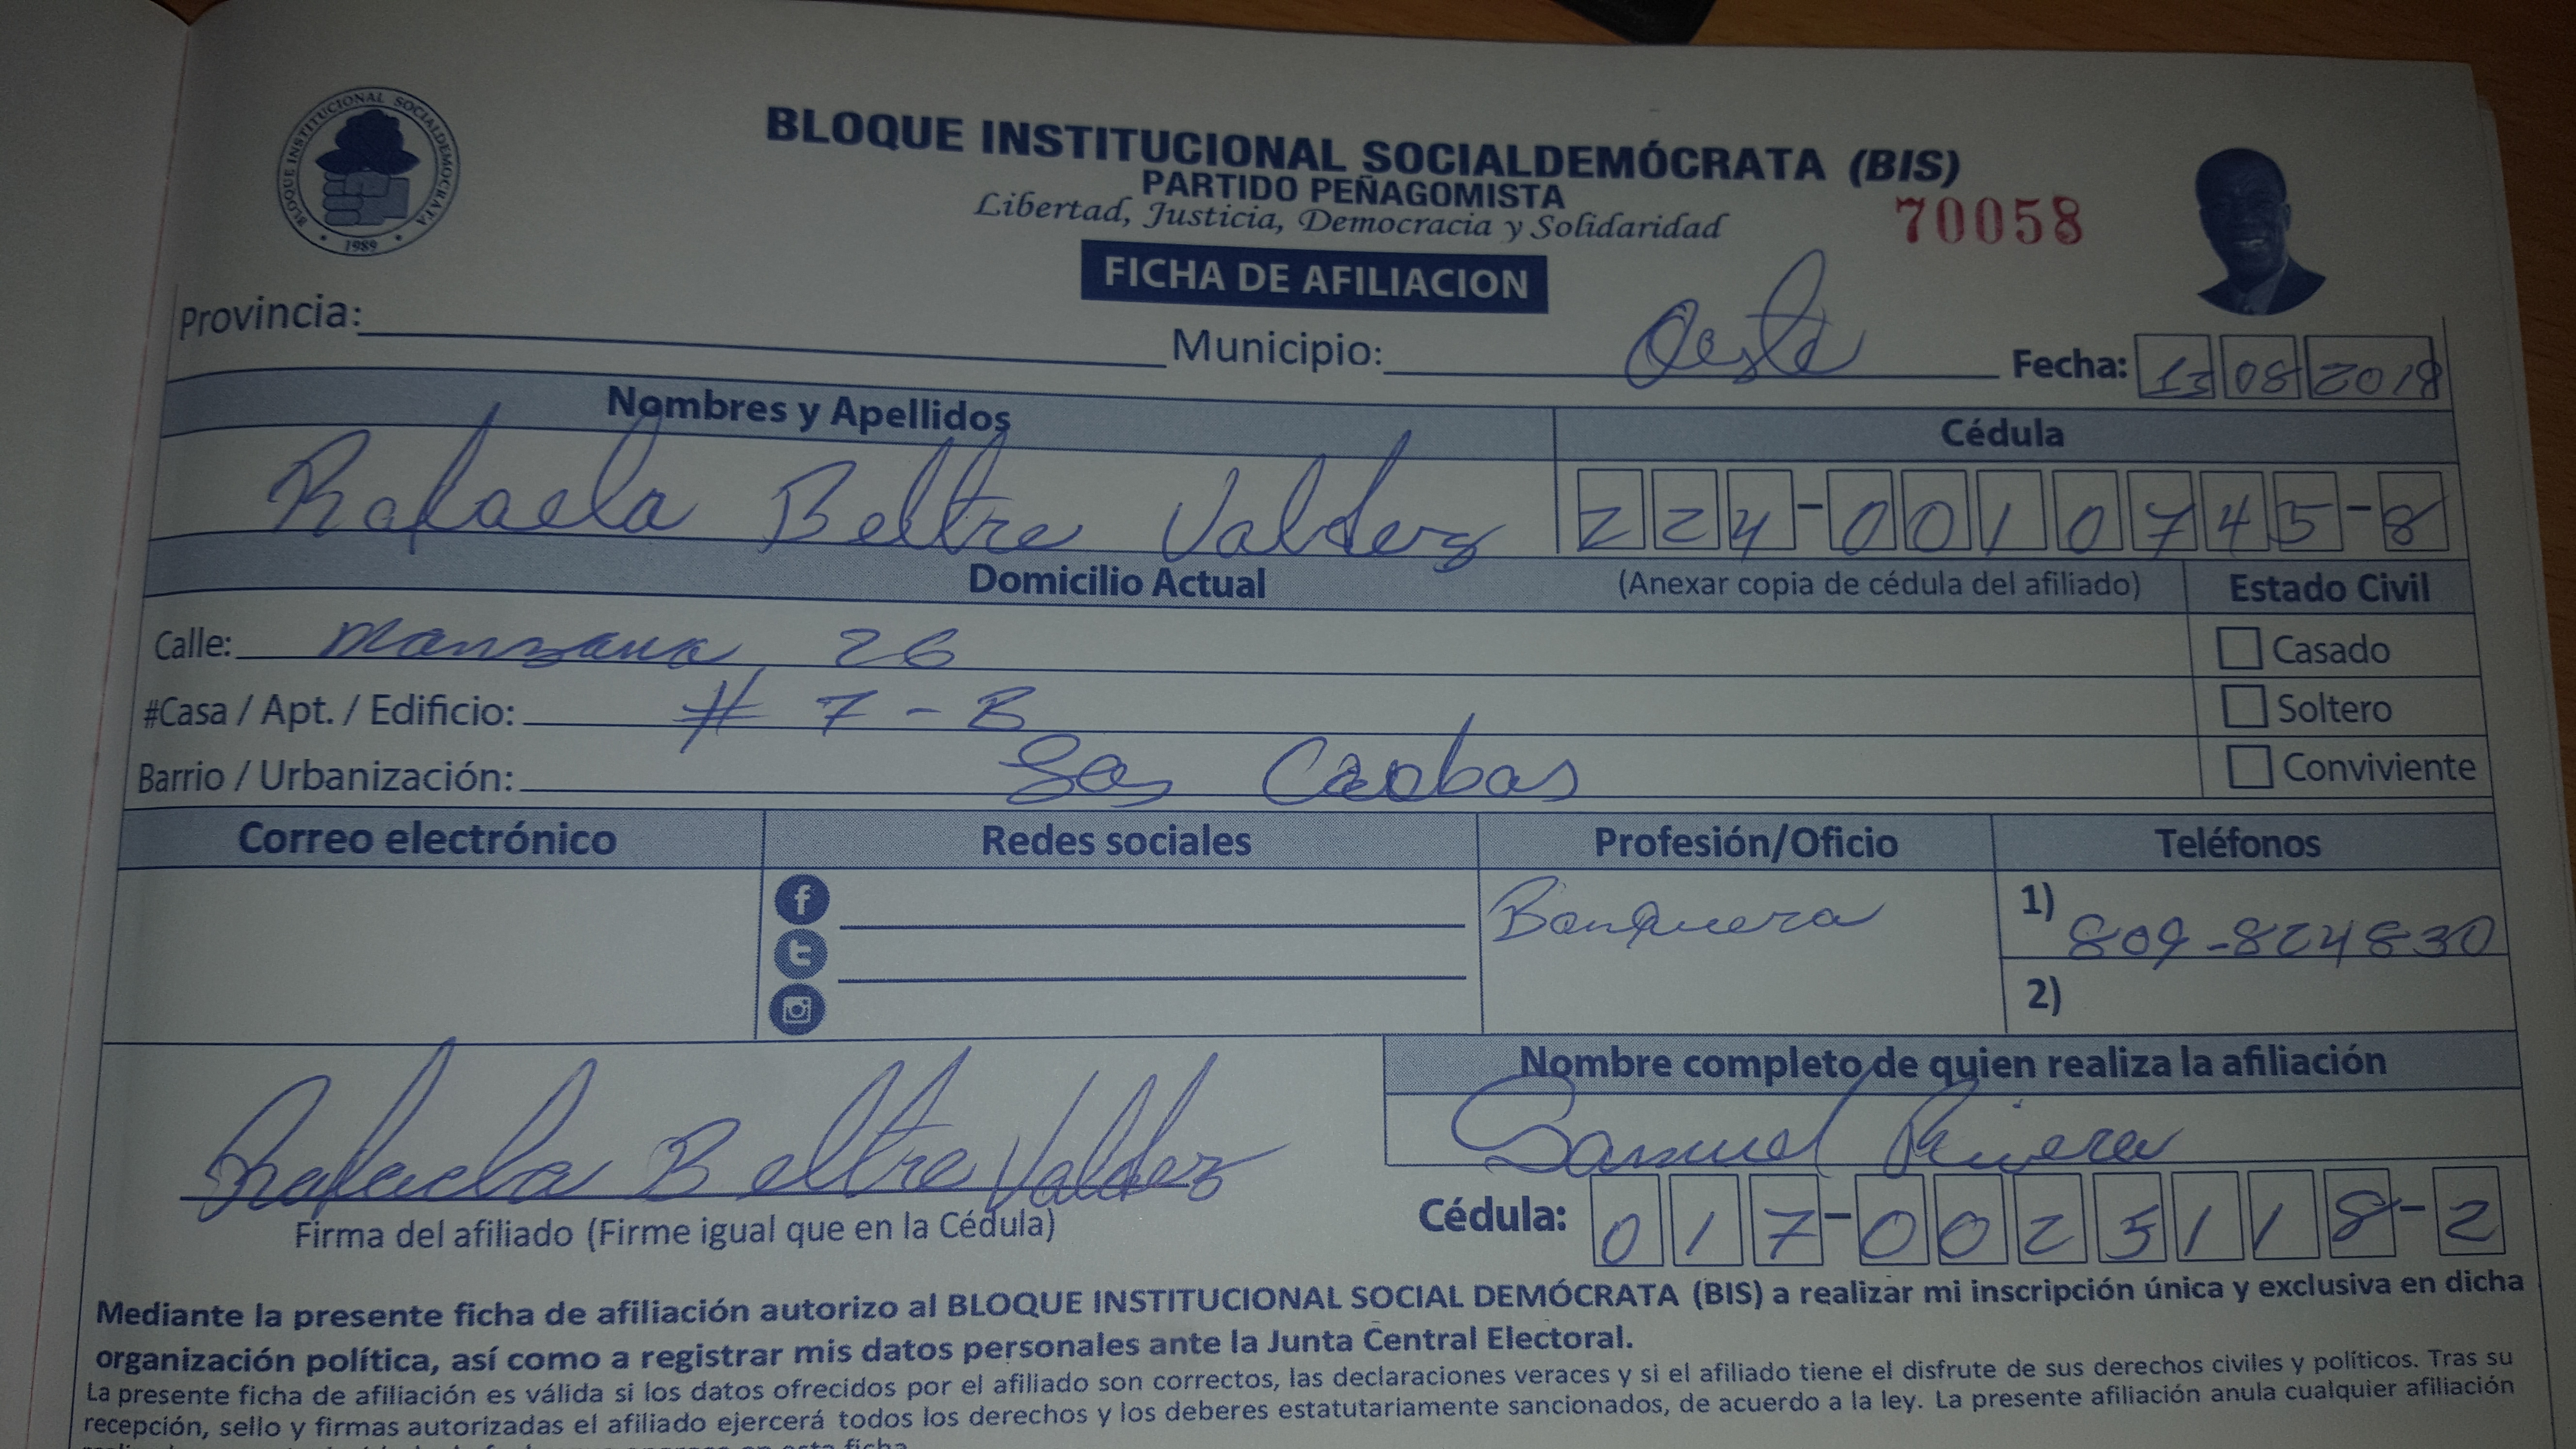 BLOQUE INSTITUCIONAL SOCIALDEMOCRATA
1989
BLOQUE INSTITUCIONAL SOCIALDEMÓCRATA (BIS)
PARTIDO PEÑAGOMISTA
Libertad, Justicia, Democracia y Solidaridad
70058
FICHA DE AFILIACION
Provincia: Municipio: Oeste Fecha: 13 08 2018
Nombres y Apellidos Cédula
Rafaela Beltre Valdez 224-0010745-8
Domicilio Actual (Anexar copia de cédula del afiliado) Estado Civil
Calle: Manzana 26 Casado
#Casa / Apt. / Edificio: # 7-B Soltero
Barrio / Urbanización: Las Caobas Conviviente
Correo electrónico Redes sociales Profesión/Oficio Teléfonos
Banquera 1) 809-824830
2)
Nombre completo de quien realiza la afiliación
Rafaela Beltre Valdez Samuel Rivera
Firma del afiliado (Firme igual que en la Cédula) Cédula: 017-0025118-2
Mediante la presente ficha de afiliación autorizo al BLOQUE INSTITUCIONAL SOCIAL DEMÓCRATA (BIS) a realizar mi inscripción única y exclusiva en dicha
organización política, así como a registrar mis datos personales ante la Junta Central Electoral.
La presente ficha de afiliación es válida si los datos ofrecidos por el afiliado son correctos, las declaraciones veraces y si el afiliado tiene el disfrute de sus derechos civiles y políticos. Tras su
recepción, sello y firmas autorizadas el afiliado ejercerá todos los derechos y los deberes estatutariamente sancionados, de acuerdo a la ley. La presente afiliación anula cualquier afiliación